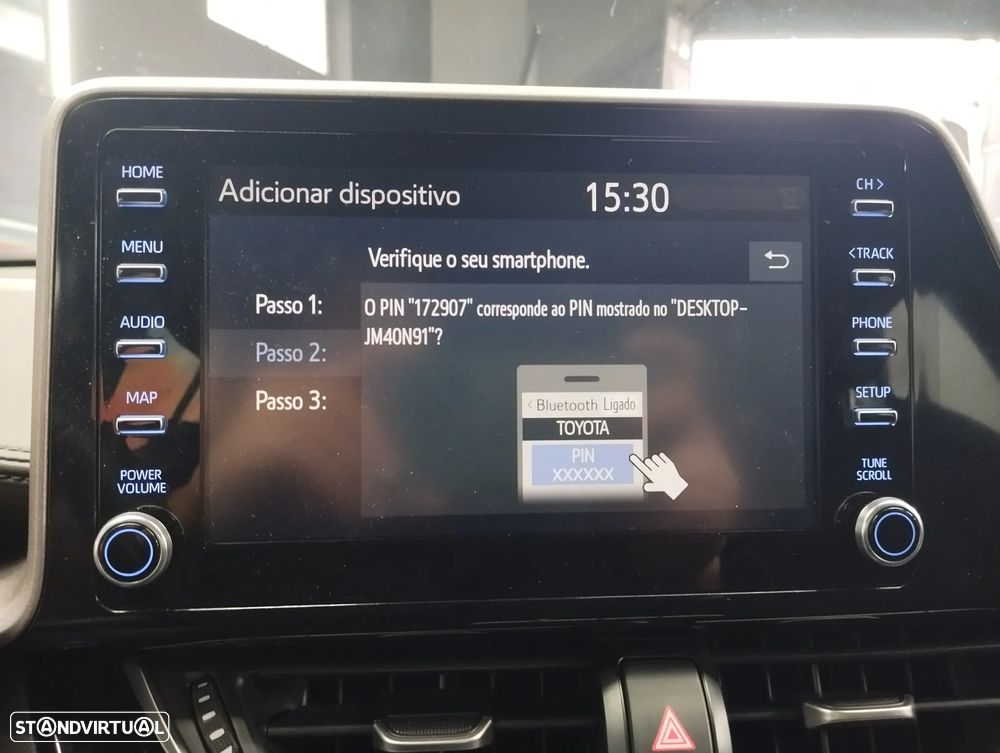 HOME
MENU
AUDIO
MAP
POWER
VOLUME
Adicionar dispositivo 15:30
Verifique o seu smartphone.
Passo 1:
Passo 2:
Passo 3:
O PIN "172907" corresponde ao PIN mostrado no "DESKTOP-
JM40N91"?
< Bluetooth Ligado
TOYOTA
PIN
XXXXXX
CH >
< TRACK
PHONE
SETUP
TUNE
SCROLL
STANDVIRTUAL